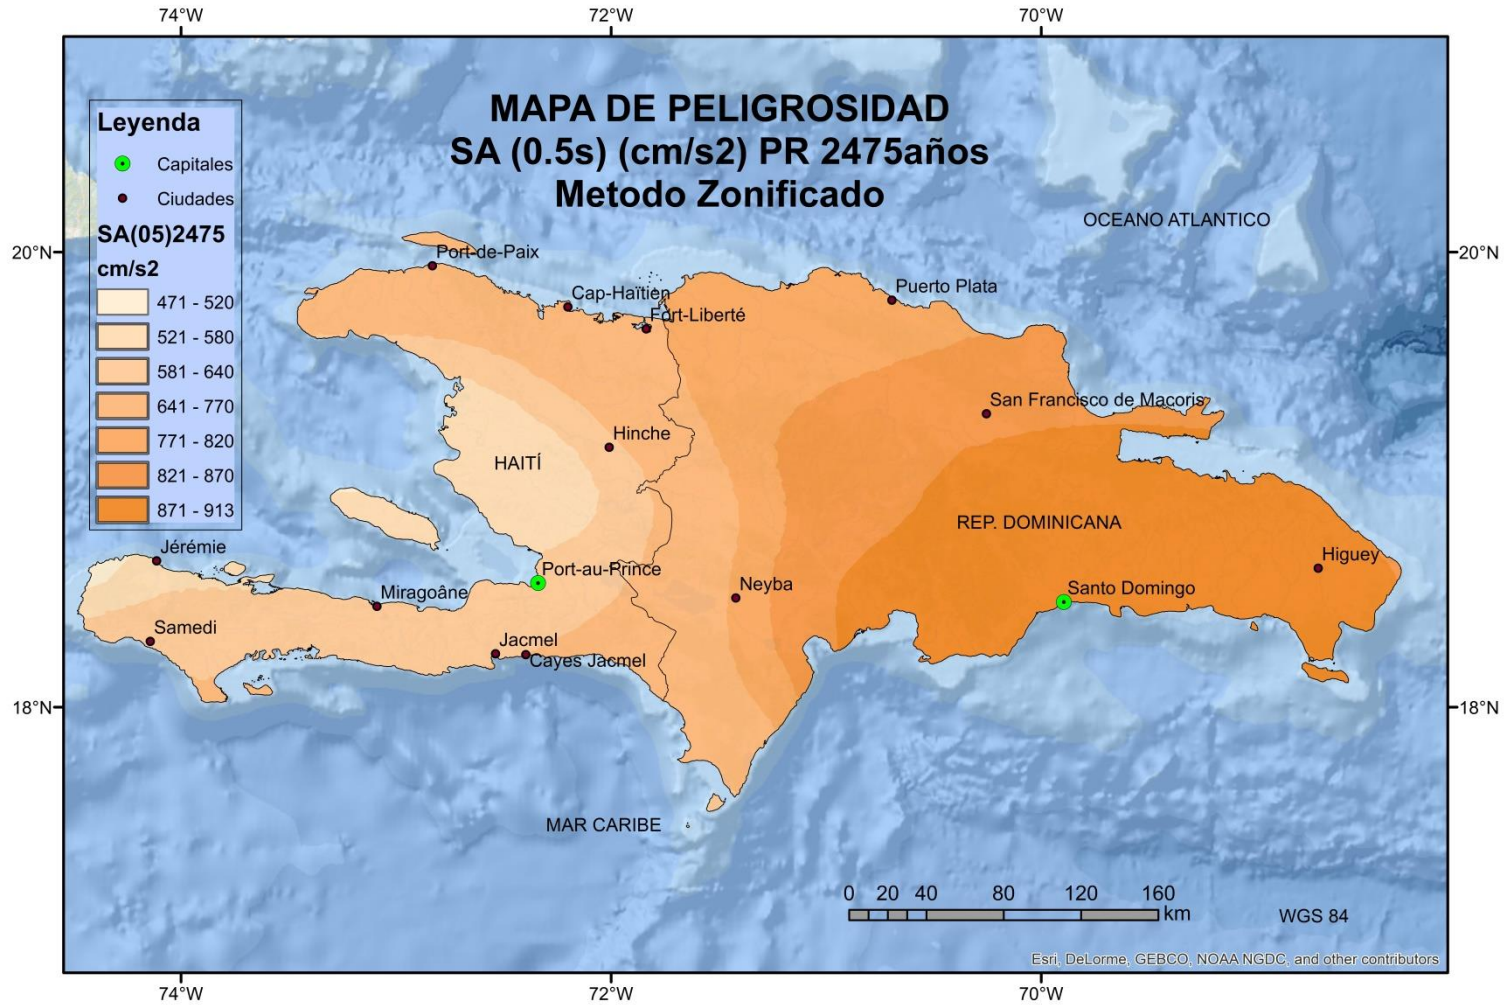 74°W
72°W
70°W
MAPA DE PELIGROSIDAD
SA (0.5s) (cm/s2) PR 2475años
Metodo Zonificado
Leyenda
Capitales
Ciudades
SA(05)2475
cm/s2
471 - 520
521 - 580
581 - 640
641 - 770
771 - 820
821 - 870
871 - 913
OCEANO ATLANTICO
20°N
20°N
Port-de-Paix
Cap-Haïtien
Fort-Liberté
Puerto Plata
San Francisco de Macoris
Hinche
HAITÍ
REP. DOMINICANA
Jérémie
Miragoâne
Port-au-Prince
Neyba
Higuey
Santo Domingo
Samedi
Jacmel
Cayes Jacmel
18°N
18°N
MAR CARIBE
0 20 40 80 120 160
km
WGS 84
Esri, DeLorme, GEBCO, NOAA NGDC, and other contributors
74°W
72°W
70°W